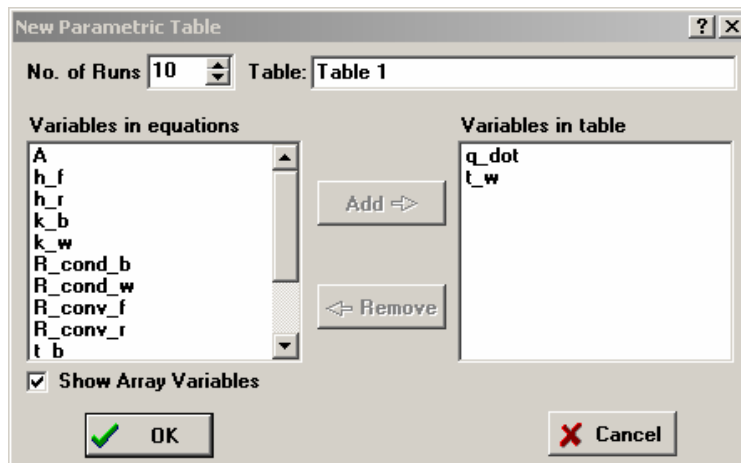 New Parametric Table
No. of Runs 10 Table: Table 1
Variables in equations
A
h_f
h_r
k_b
k_w
R_cond_b
R_cond_w
R_conv_f
R_conv_r
t_b
Add
Remove
Variables in table
q_dot
t_w
Show Array Variables
OK
Cancel